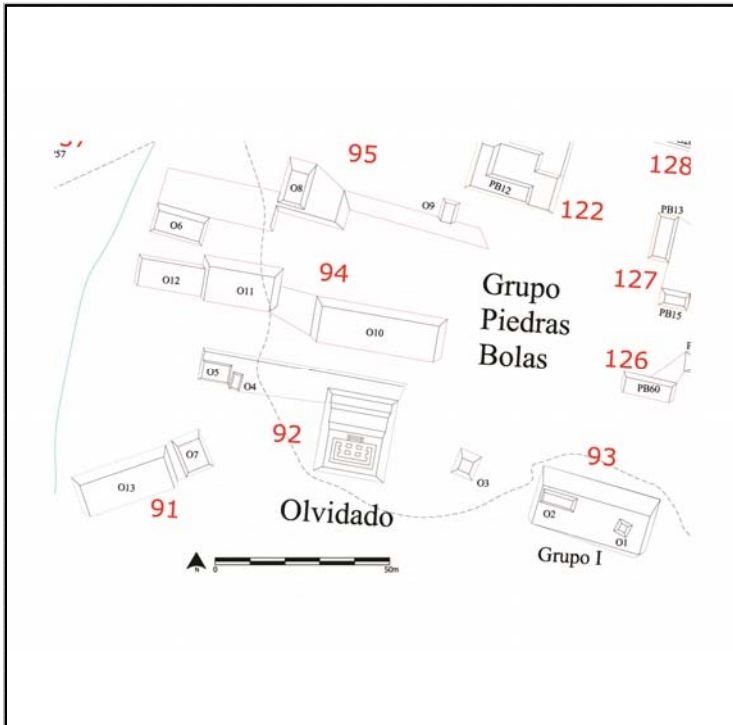 95
128
PB12
O8
O9
122
PB13
O6
O12
O11
94
127
Grupo
Piedras
Bolas
PB15
O10
126
PB60
O5
O4
92
93
O7
O3
O13
91
Olvidado
O2
O1
Grupo I
N
0
50m